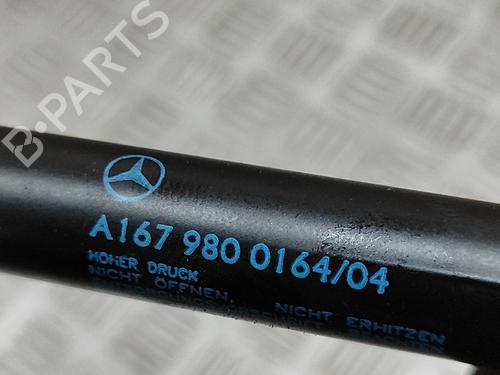 B-PARTS
A167 980 0164/04
HOHER DRUCK
NICHT ÖFFNEN. NICHT ERHITZEN